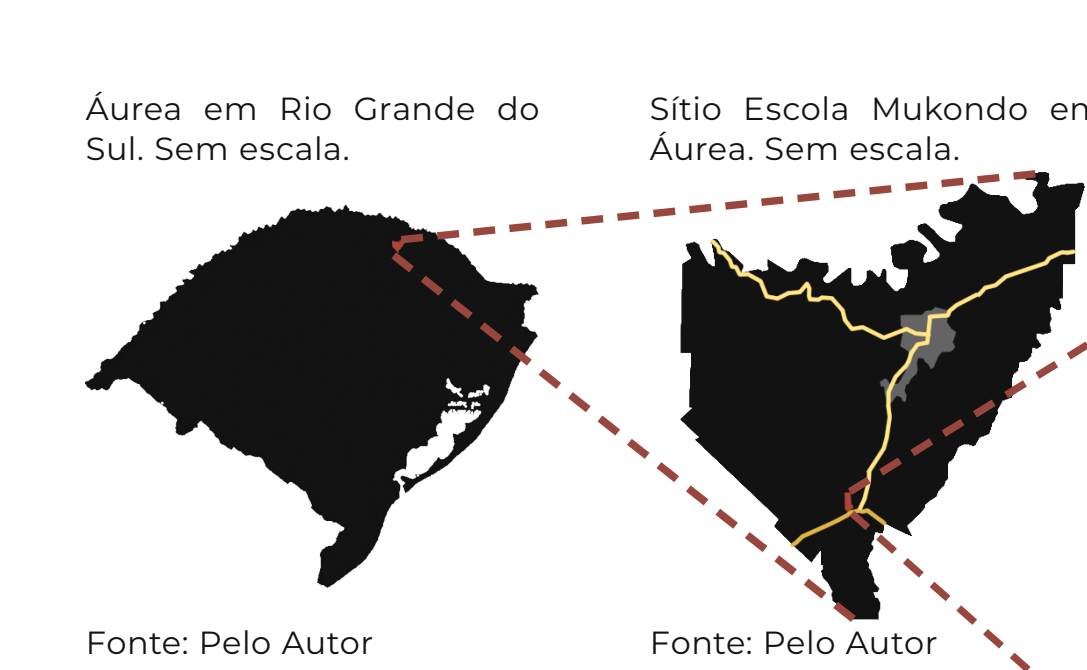 Áurea em Rio Grande do
Sul. Sem escala.
Sítio Escola Mukondo
Áurea. Sem escala.
Fonte: Pelo Autor
Fonte: Pelo Autor